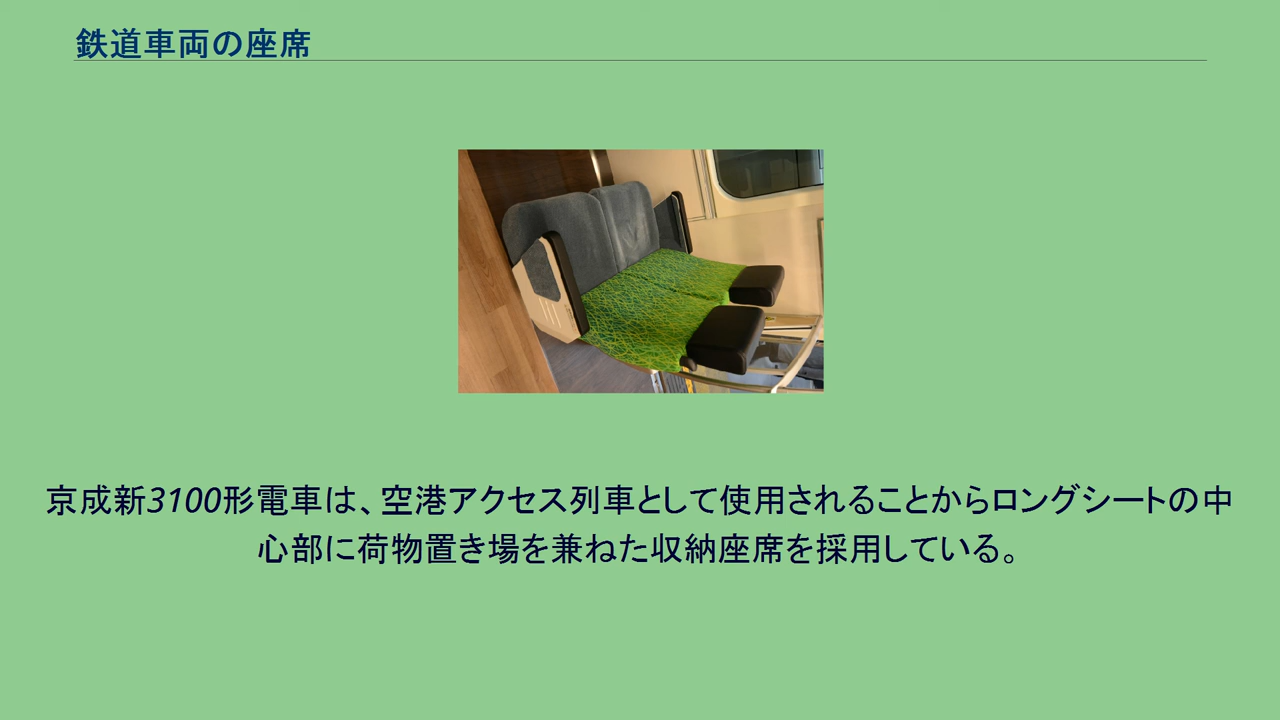 鉄道車両の座席
京成新3100形電車は、空港アクセス列車として使用されることからロングシートの中
心部に荷物置き場を兼ねた収納座席を採用している。